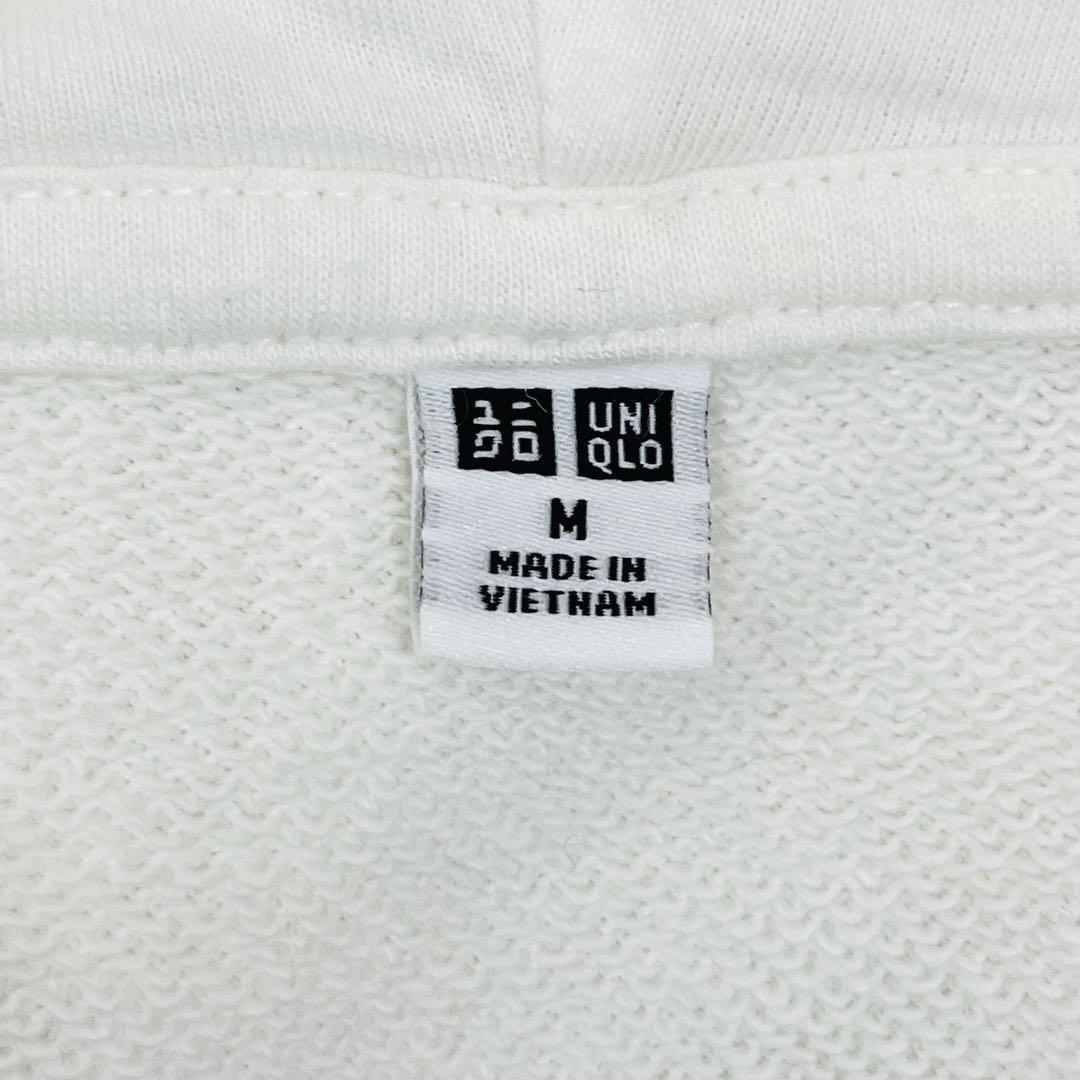 ユニ UNI
クロ QLO
M
MADE IN
VIETNAM